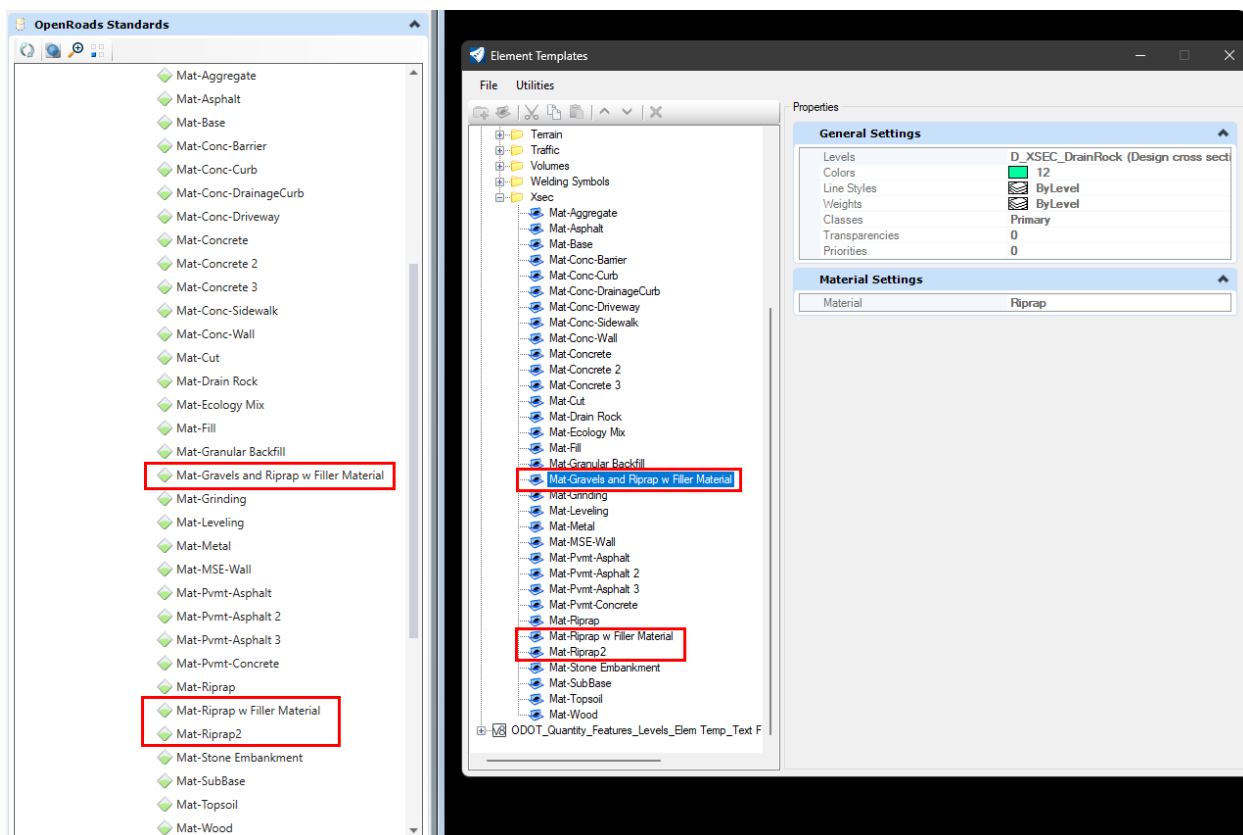 OpenRoads Standards
Mat-Aggregate
Mat-Asphalt
Mat-Base
Mat-Conc-Barrier
Mat-Conc-Curb
Mat-Conc-DrainageCurb
Mat-Conc-Driveway
Mat-Concrete
Mat-Concrete 2
Mat-Concrete 3
Mat-Conc-Sidewalk
Mat-Conc-Wall
Mat-Cut
Mat-Drain Rock
Mat-Ecology Mix
Mat-Fill
Mat-Granular Backfill
Mat-Gravels and Riprap w Filler Material
Mat-Grinding
Mat-Leveling
Mat-Metal
Mat-MSE-Wall
Mat-Pvmt-Asphalt
Mat-Pvmt-Asphalt 2
Mat-Pvmt-Asphalt 3
Mat-Pvmt-Concrete
Mat-Riprap
Mat-Riprap w Filler Material
Mat-Riprap2
Mat-Stone Embankment
Mat-SubBase
Mat-Topsoil
Mat-Wood
Element Templates
File Utilities
Terrain
Traffic
Volumes
Welding Symbols
Xsec
Mat-Aggregate
Mat-Asphalt
Mat-Base
Mat-Conc-Barrier
Mat-Conc-Curb
Mat-Conc-DrainageCurb
Mat-Conc-Driveway
Mat-Conc-Sidewalk
Mat-Conc-Wall
Mat-Concrete
Mat-Concrete 2
Mat-Concrete 3
Mat-Cut
Mat-Drain Rock
Mat-Ecology Mix
Mat-Fill
Mat-Granular Backfill
Mat-Gravels and Riprap w Filler Material
Mat-Grinding
Mat-Leveling
Mat-Metal
Mat-MSE-Wall
Mat-Pvmt-Asphalt
Mat-Pvmt-Asphalt 2
Mat-Pvmt-Asphalt 3
Mat-Pvmt-Concrete
Mat-Riprap
Mat-Riprap w Filler Material
Mat-Riprap2
Mat-Stone Embankment
Mat-SubBase
Mat-Topsoil
Mat-Wood
V8 ODOT_Quantity_Features_Levels_Elem Temp_Text F
Properties
General Settings
Levels D_XSEC_DrainRock (Design cross secti
Colors 12
Line Styles ByLevel
Weights ByLevel
Classes Primary
Transparencies 0
Priorities 0
Material Settings
Material Riprap